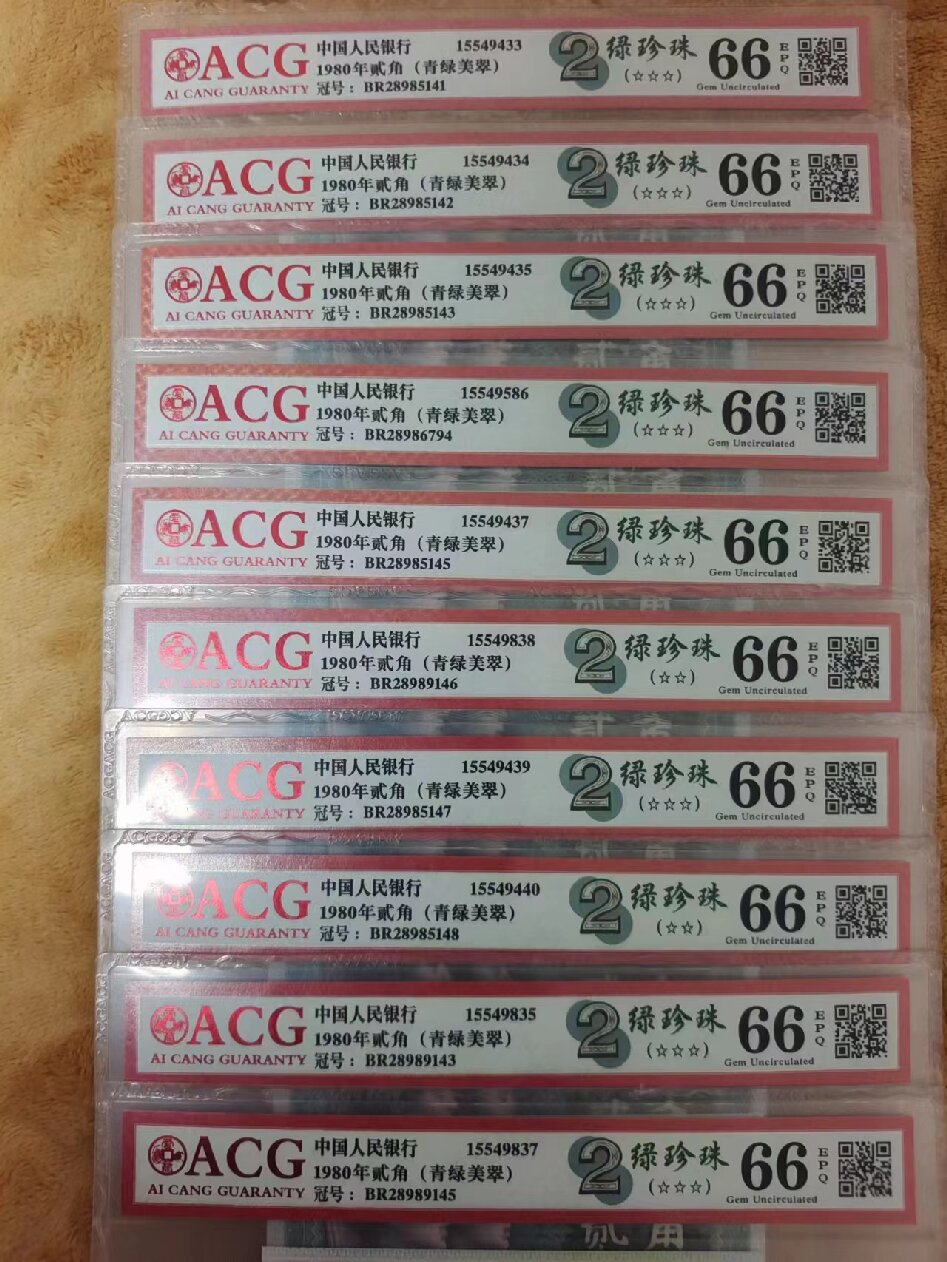 ACG 中国人民银行 15549433 2 绿珍珠 66 EPQ
1980年贰角（青绿美翠） (☆☆☆)
AI CANG GUARANTY 冠号： BR28985141 Gem Uncirculated
ACG 中国人民银行 15549434 2 绿珍珠 66 EPQ
1980年贰角（青绿美翠） (☆☆☆)
AI CANG GUARANTY 冠号： BR28985142 Gem Uncirculated
ACG 中国人民银行 15549435 2 绿珍珠 66 EPQ
1980年贰角（青绿美翠） (☆☆☆)
AI CANG GUARANTY 冠号： BR28985143 Gem Uncirculated
ACG 中国人民银行 15549586 2 绿珍珠 66 EPQ
1980年贰角（青绿美翠） (☆☆☆)
AI CANG GUARANTY 冠号： BR28986794 Gem Uncirculated
ACG 中国人民银行 15549437 2 绿珍珠 66 EPQ
1980年贰角（青绿美翠） (☆☆☆)
AI CANG GUARANTY 冠号： BR28985145 Gem Uncirculated
ACG 中国人民银行 15549838 2 绿珍珠 66 EPQ
1980年贰角（青绿美翠） (☆☆)
AI CANG GUARANTY 冠号： BR28989146 Gem Uncirculated
ACG 中国人民银行 15549439 2 绿珍珠 66 EPQ
1980年贰角（青绿美翠） (☆☆☆)
CANG GUARANTY 冠号： BR28985147 Gem Uncirculated
ACG 中国人民银行 15549440 2 绿珍珠 66 EPQ
1980年贰角（青绿美翠） (☆☆)
AI CANG GUARANTY 冠号： BR28985148 Gem Uncirculated
ACG 中国人民银行 15549835 2 绿珍珠 66 EPQ
1980年贰角（青绿美翠） (☆☆☆)
AI CANG GUARANTY 冠号： BR28989143 Gem Uncirculated
ACG 中国人民银行 15549837 2 绿珍珠 66 EPQ
1980年贰角（青绿美翠） (☆☆☆)
AI CANG GUARANTY 冠号： BR28989145 Gem Uncirculated
贰角